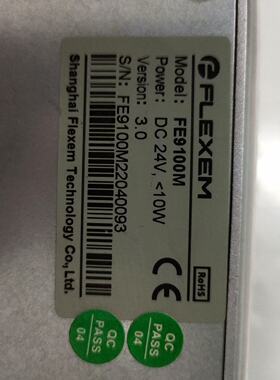 FLEXEM
Model: FE9100M
Power: DC 24V, <10W
Version: 3.0
S/N: FE9100M22040093
Shanghai Flexem Technology Co., Ltd.
CE
RoHS
QC
PASS
04
QC
PASS
04